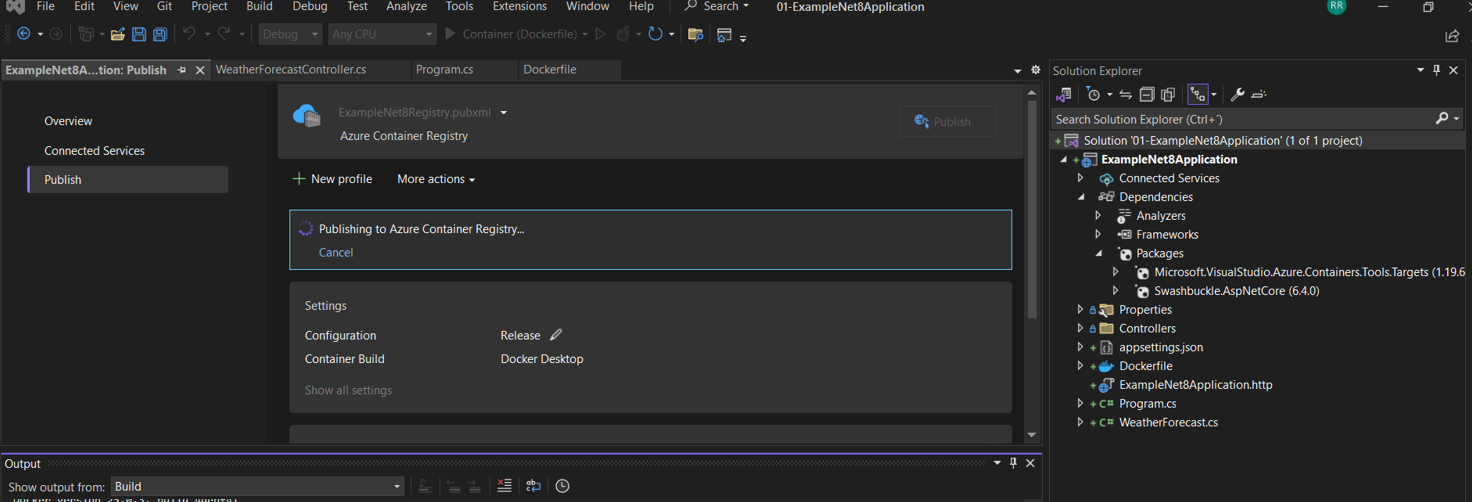 File Edit View Git Project Build Debug Test Analyze Tools Extensions Window Help Search 01-ExampleNet8Application RR
Debug Any CPU Container (Dockerfile)
ExampleNet8A...tion: Publish WeatherForecastController.cs Program.cs Dockerfile
Overview
Connected Services
Publish
ExampleNet8Registry.pubxml
Azure Container Registry
Publish
New profile More actions
Publishing to Azure Container Registry...
Cancel
Settings
Configuration Release
Container Build Docker Desktop
Show all settings
Output
Show output from: Build
Solution Explorer
Search Solution Explorer (Ctrl+´)
Solution '01-ExampleNet8Application' (1 of 1 project)
ExampleNet8Application
Connected Services
Dependencies
Analyzers
Frameworks
Packages
Microsoft.VisualStudio.Azure.Containers.Tools.Targets (1.19.6
Swashbuckle.AspNetCore (6.4.0)
Properties
Controllers
appsettings.json
Dockerfile
ExampleNet8Application.http
C# Program.cs
C# WeatherForecast.cs